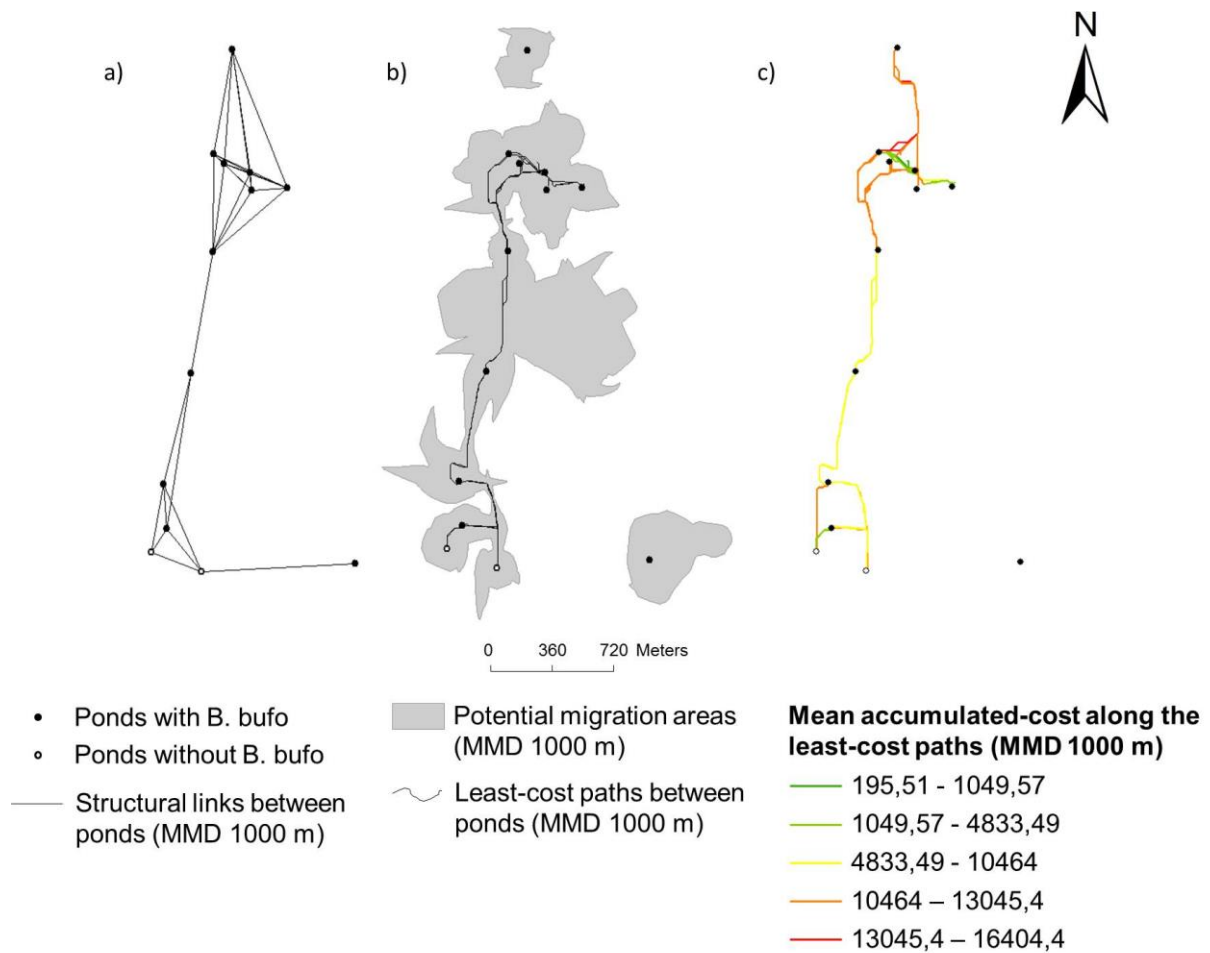 a)
b)
c)
N
0 360 720 Meters
Ponds with B. bufo
Ponds without B. bufo
Structural links between
ponds (MMD 1000 m)
Potential migration areas
(MMD 1000 m)
Least-cost paths between
ponds (MMD 1000 m)
Mean accumulated-cost along the
least-cost paths (MMD 1000 m)
195,51 - 1049,57
1049,57 - 4833,49
4833,49 - 10464
10464 – 13045,4
13045,4 – 16404,4